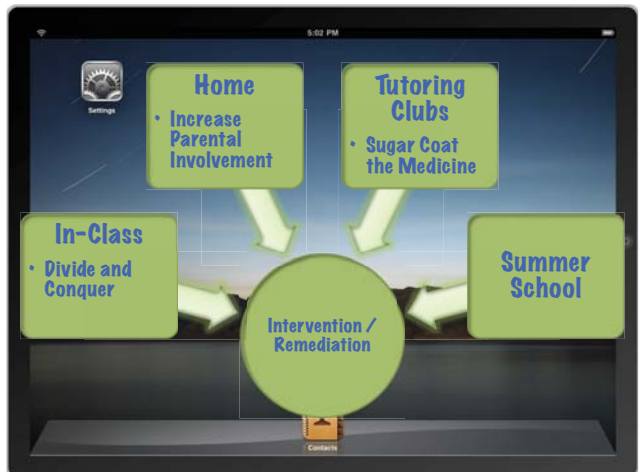 5:02 PM
Settings
Home
• Increase
Parental
Involvement
Tutoring
Clubs
• Sugar Coat
the Medicine
In-Class
• Divide and
Conquer
Summer
School
Intervention /
Remediation
Contacts